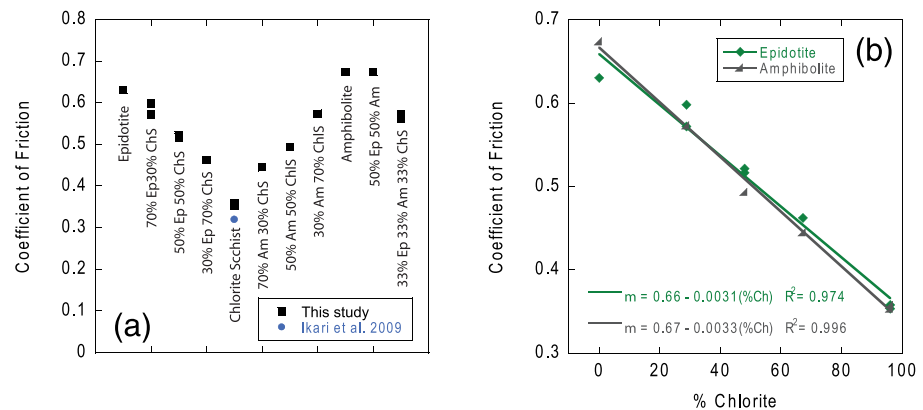 Coefficient of Friction
0.8
0.7
0.6
0.5
0.4
0.3
0.2
0.1
0
Epidotite
70% Ep30% ChS
50% Ep 50% ChS
30% Ep 70% ChS
Chlorite Scchist
70% Am 30% ChS
50% Am 50% ChlS
30% Am 70% ChlS
Amphibolite
50% Ep 50% Am
33% Ep 33% Am 33% ChS
(a)
This study
Ikari et al. 2009
Coefficient of Friction
0.7
0.6
0.5
0.4
0.3
Epidotite
Amphibolite
(b)
m = 0.66 - 0.0031(%Ch) R2 = 0.974
m = 0.67 - 0.0033(%Ch) R2 = 0.996
0 20 40 60 80 100
% Chlorite